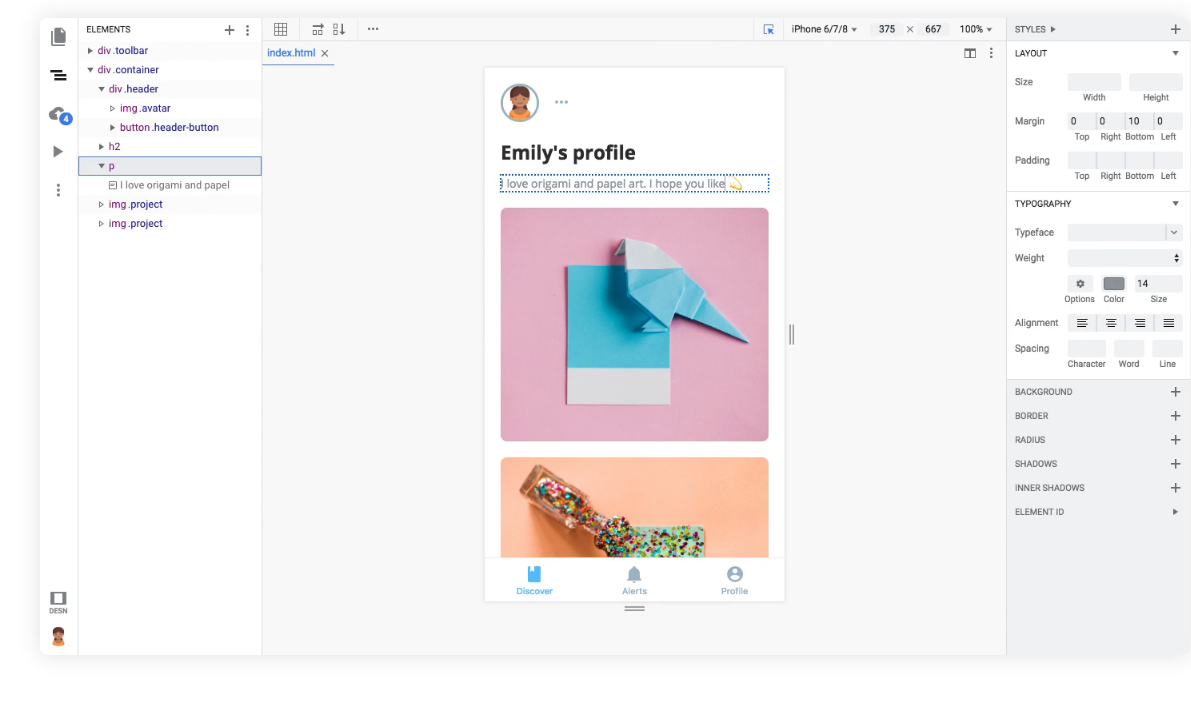 ELEMENTS
iPhone 6/7/8 375 × 667 100%
STYLES
div.toolbar
div.container
div.header
img.avatar
button.header-button
h2
p
I love origami and papel
img.project
img.project
4
DESN
index.html
Emily's profile
I love origami and papel art. I hope you like
Discover Alerts Profile
LAYOUT
Size
Width Height
Margin 0 0 10 0
Top Right Bottom Left
Padding
Top Right Bottom Left
TYPOGRAPHY
Typeface
Weight
14
Options Color Size
Alignment
Spacing
Character Word Line
BACKGROUND
BORDER
RADIUS
SHADOWS
INNER SHADOWS
ELEMENT ID